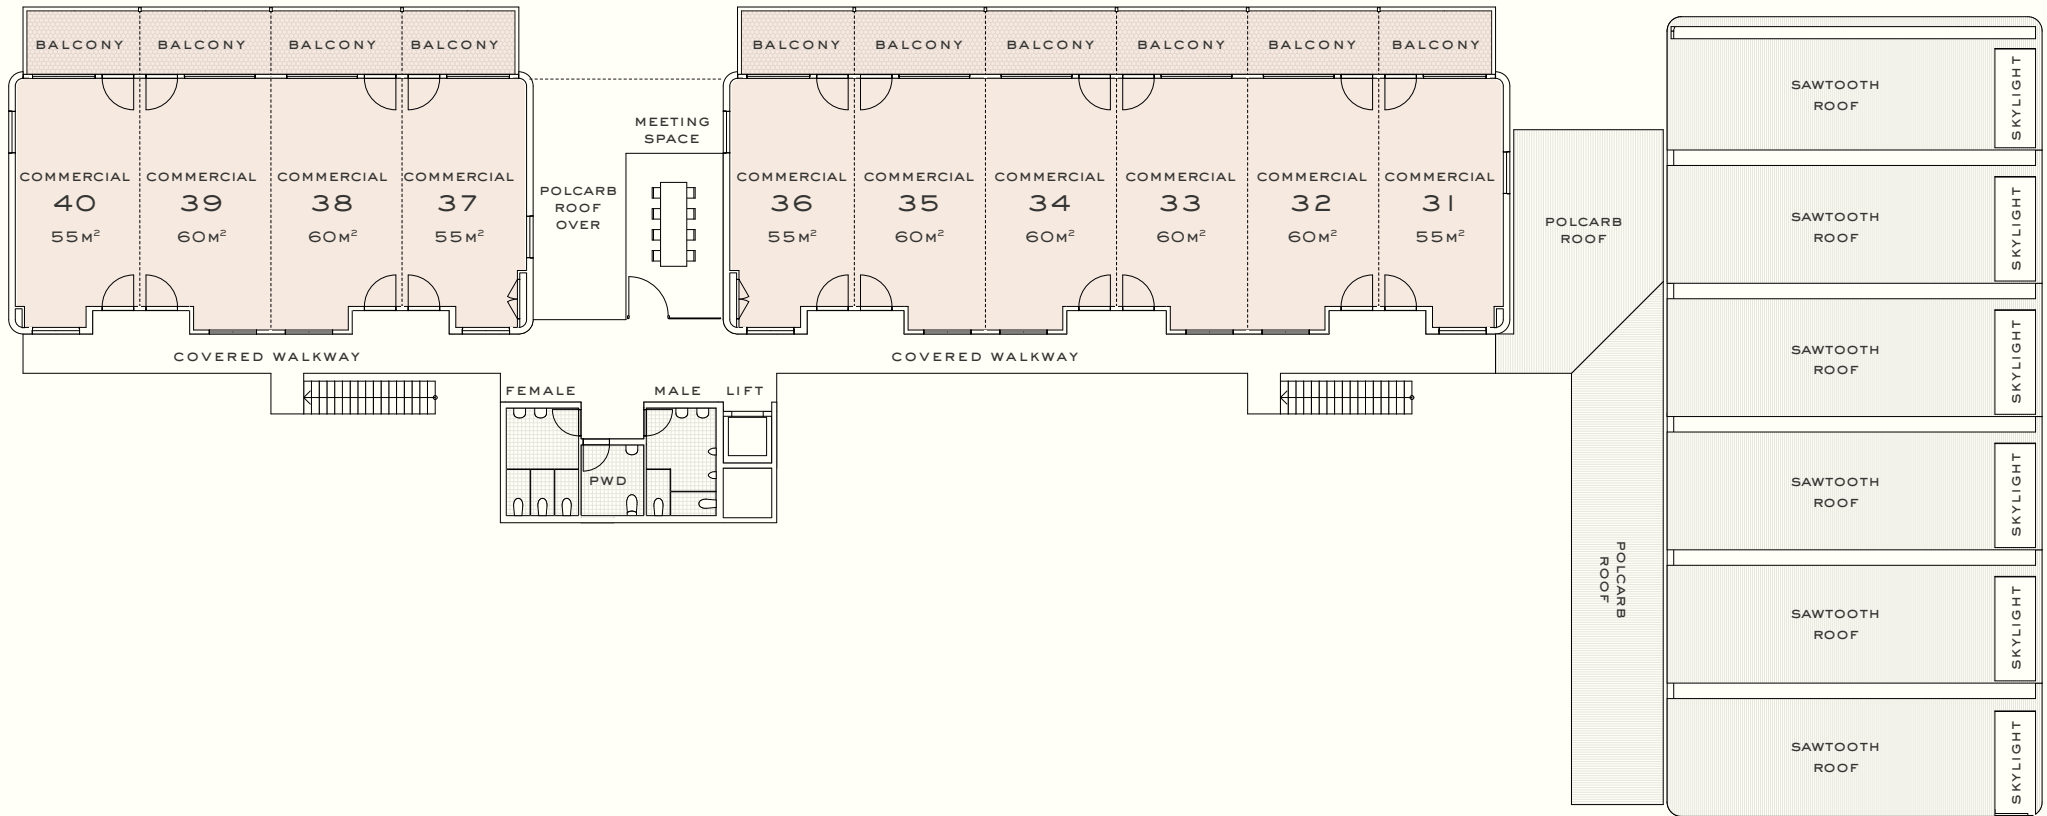 BALCONY
BALCONY
BALCONY
BALCONY
BALCONY
BALCONY
BALCONY
BALCONY
BALCONY
BALCONY
COMMERCIAL
40
55M²
COMMERCIAL
39
60M²
COMMERCIAL
38
60M²
COMMERCIAL
37
55M²
POLCARB
ROOF
OVER
MEETING
SPACE
COMMERCIAL
36
55M²
COMMERCIAL
35
60M²
COMMERCIAL
34
60M²
COMMERCIAL
33
60M²
COMMERCIAL
32
60M²
COMMERCIAL
31
55M²
COVERED WALKWAY
COVERED WALKWAY
FEMALE
MALE
LIFT
PWD
POLCARB
ROOF
POLCARB
ROOF
SAWTOOTH
ROOF
SKYLIGHT
SAWTOOTH
ROOF
SKYLIGHT
SAWTOOTH
ROOF
SKYLIGHT
SAWTOOTH
ROOF
SKYLIGHT
SAWTOOTH
ROOF
SKYLIGHT
SAWTOOTH
ROOF
SKYLIGHT